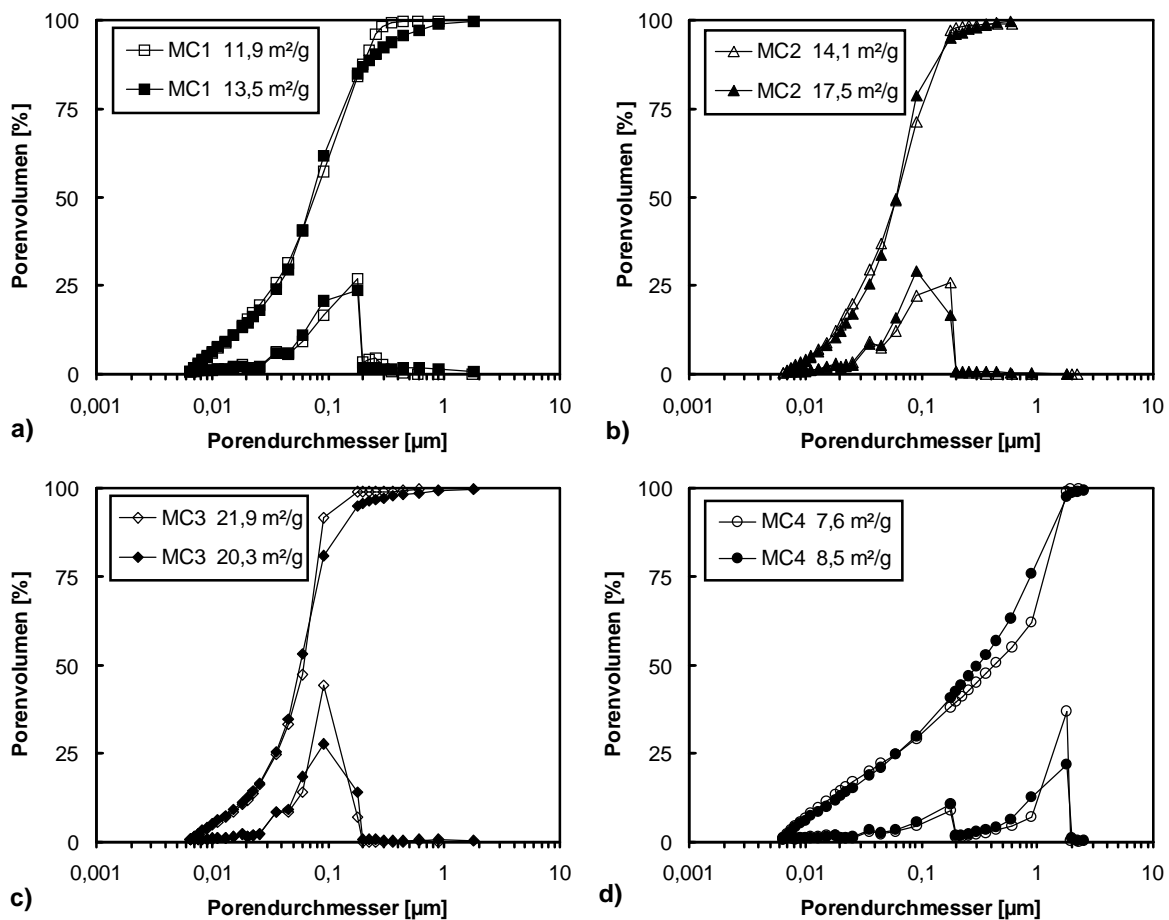 100
75
50
25
0
Porenvolumen [%]
MC1 11,9 m²/g
MC1 13,5 m²/g
0,001
0,01
0,1
1
10
Porendurchmesser [µm]
a)
100
75
50
25
0
Porenvolumen [%]
MC2 14,1 m²/g
MC2 17,5 m²/g
0,001
0,01
0,1
1
10
Porendurchmesser [µm]
b)
100
75
50
25
0
Porenvolumen [%]
MC3 21,9 m²/g
MC3 20,3 m²/g
0,001
0,01
0,1
1
10
Porendurchmesser [µm]
c)
100
75
50
25
0
Porenvolumen [%]
MC4 7,6 m²/g
MC4 8,5 m²/g
0,001
0,01
0,1
1
10
Porendurchmesser [µm]
d)